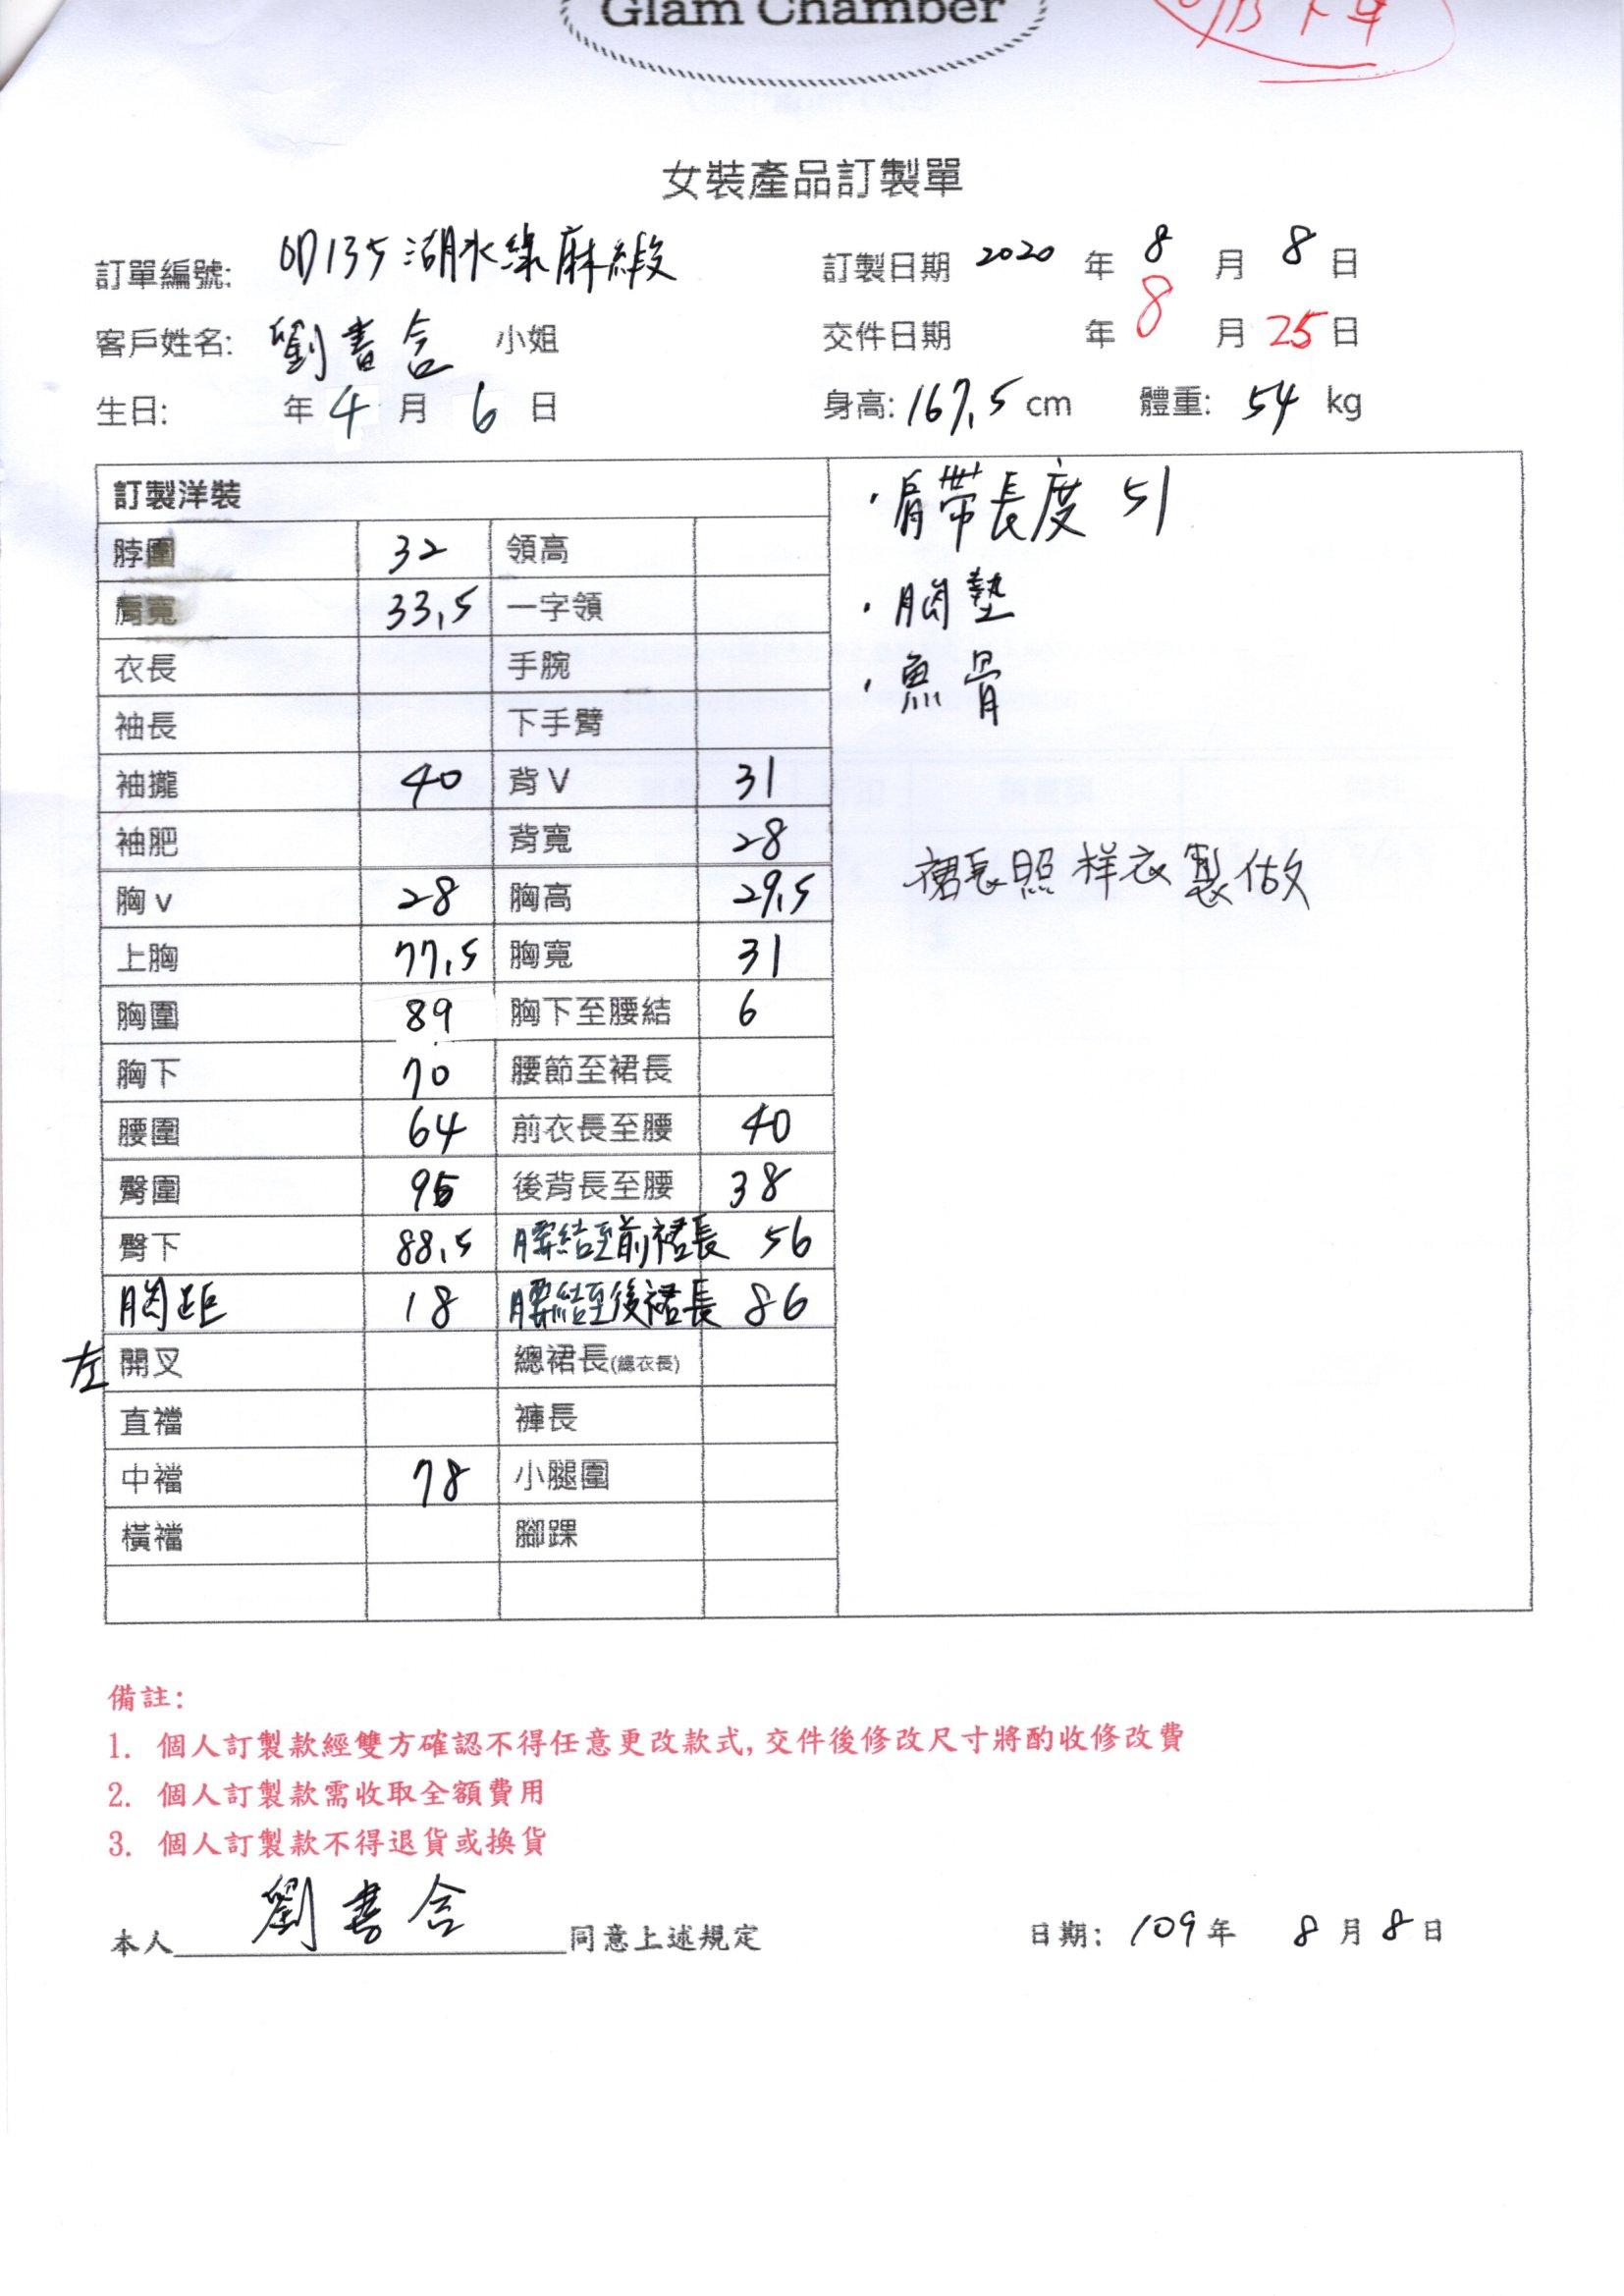 Glam Chamber
下單
女裝產品訂製單
訂單編號: OD135 湖水綠麻緞 訂製日期 2020 年 8 月 8 日
客戶姓名: 劉書含 小姐 交件日期 年 8 月 25 日
生日: 年 4 月 6 日 身高: 167.5 cm 體重: 54 kg
訂製洋裝
脖圍 32 領高
肩寬 33.5 一字領
衣長 手腕
袖長 下手臂
袖攏 40 背V 31
袖肥 背寬 28
胸v 28 胸高 29.5
上胸 77.5 胸寬 31
胸圍 89 胸下至腰結 6
胸下 70 腰節至裙長
腰圍 64 前衣長至腰 40
臀圍 95 後背長至腰 38
臀下 88.5 腰結至前裙長 56
胸距 18 腰結至後裙長 86
左 開叉 總裙長(總衣長)
直襠 褲長
中襠 78 小腿圍
橫襠 腳踝
·肩帶長度 51
·胸墊
·魚骨
裙長照样衣製做
備註:
1. 個人訂製款經雙方確認不得任意更改款式,交件後修改尺寸將酌收修改費
2. 個人訂製款需收取全額費用
3. 個人訂製款不得退貨或換貨
本人 劉書含 同意上述規定 日期: 109年 8月8日